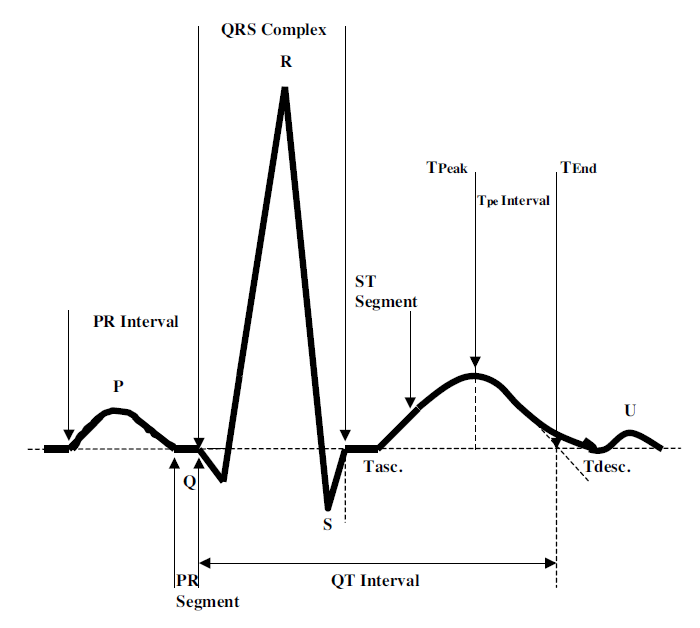 QRS Complex
R
TPeak
TEnd
Tpe Interval
ST
Segment
PR Interval
P
U
Tasc.
Tdesc.
Q
S
PR
Segment
QT Interval